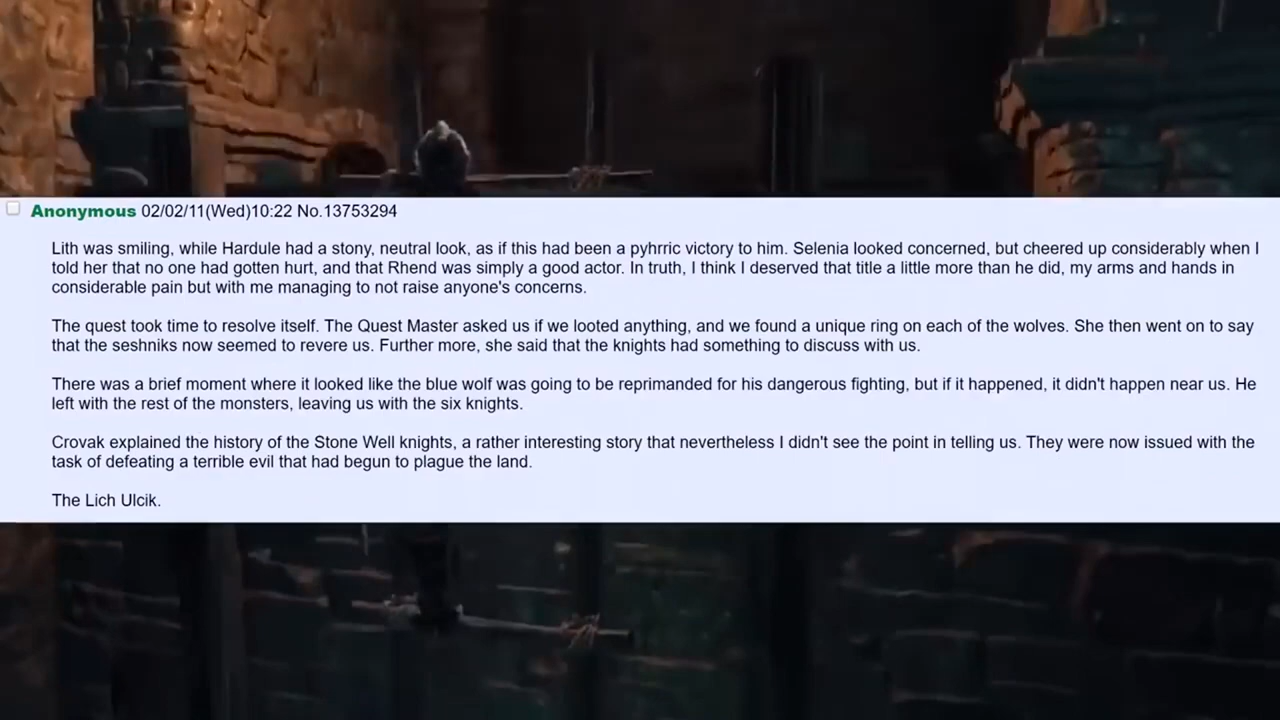 Anonymous 02/02/11(Wed)10:22 No.13753294
Lith was smiling, while Hardule had a stony, neutral look, as if this had been a pyhrric victory to him. Selenia looked concerned, but cheered up considerably when I
told her that no one had gotten hurt, and that Rhend was simply a good actor. In truth, I think I deserved that title a little more than he did, my arms and hands in
considerable pain but with me managing to not raise anyone's concerns.
The quest took time to resolve itself. The Quest Master asked us if we looted anything, and we found a unique ring on each of the wolves. She then went on to say
that the seshniks now seemed to revere us. Further more, she said that the knights had something to discuss with us.
There was a brief moment where it looked like the blue wolf was going to be reprimanded for his dangerous fighting, but if it happened, it didn't happen near us. He
left with the rest of the monsters, leaving us with the six knights.
Crovak explained the history of the Stone Well knights, a rather interesting story that nevertheless I didn't see the point in telling us. They were now issued with the
task of defeating a terrible evil that had begun to plague the land.
The Lich Ulcik.